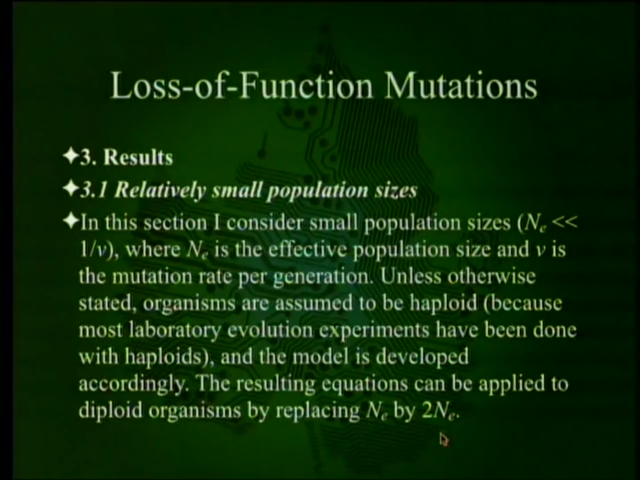 Loss-of-Function Mutations
✦3. Results
✦3.1 Relatively small population sizes
✦In this section I consider small population sizes (Nₑ <<
1/v), where Nₑ is the effective population size and v is
the mutation rate per generation. Unless otherwise
stated, organisms are assumed to be haploid (because
most laboratory evolution experiments have been done
with haploids), and the model is developed
accordingly. The resulting equations can be applied to
diploid organisms by replacing Nₑ by 2Nₑ.